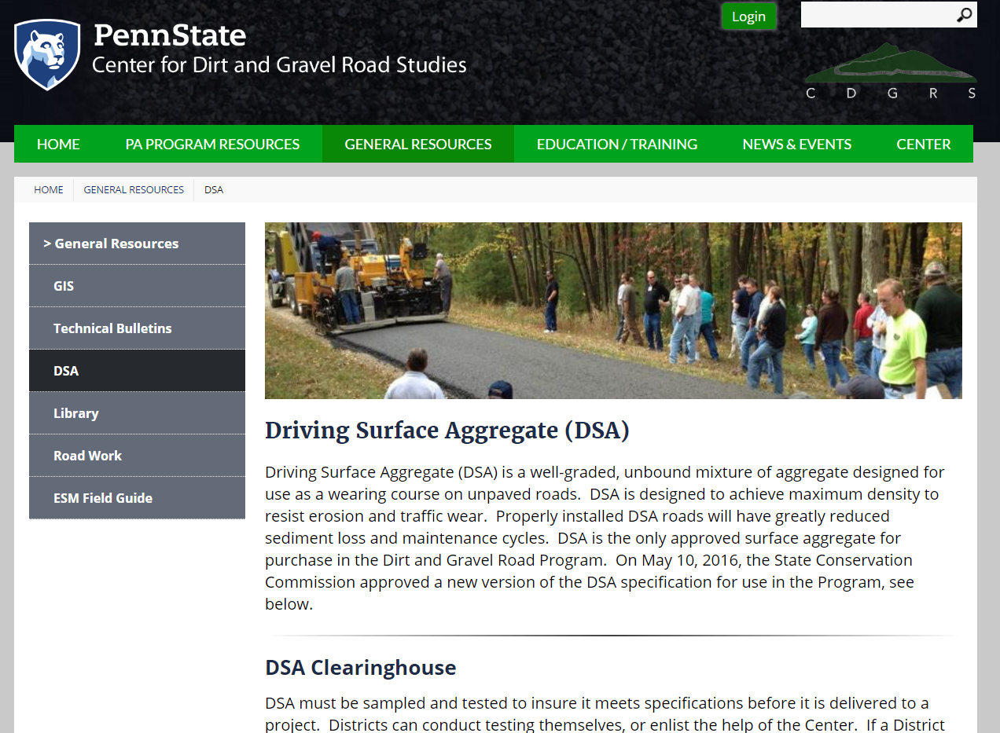 PennState
Center for Dirt and Gravel Road Studies
Login
C D G R S
HOME
PA PROGRAM RESOURCES
GENERAL RESOURCES
EDUCATION / TRAINING
NEWS & EVENTS
CENTER
HOME
GENERAL RESOURCES
DSA
> General Resources
GIS
Technical Bulletins
DSA
Library
Road Work
ESM Field Guide
Driving Surface Aggregate (DSA)
Driving Surface Aggregate (DSA) is a well-graded, unbound mixture of aggregate designed for
use as a wearing course on unpaved roads.  DSA is designed to achieve maximum density to
resist erosion and traffic wear.  Properly installed DSA roads will have greatly reduced
sediment loss and maintenance cycles.  DSA is the only approved surface aggregate for
purchase in the Dirt and Gravel Road Program.  On May 10, 2016, the State Conservation
Commission approved a new version of the DSA specification for use in the Program, see
below.
DSA Clearinghouse
DSA must be sampled and tested to insure it meets specifications before it is delivered to a
project.  Districts can conduct testing themselves, or enlist the help of the Center.  If a District